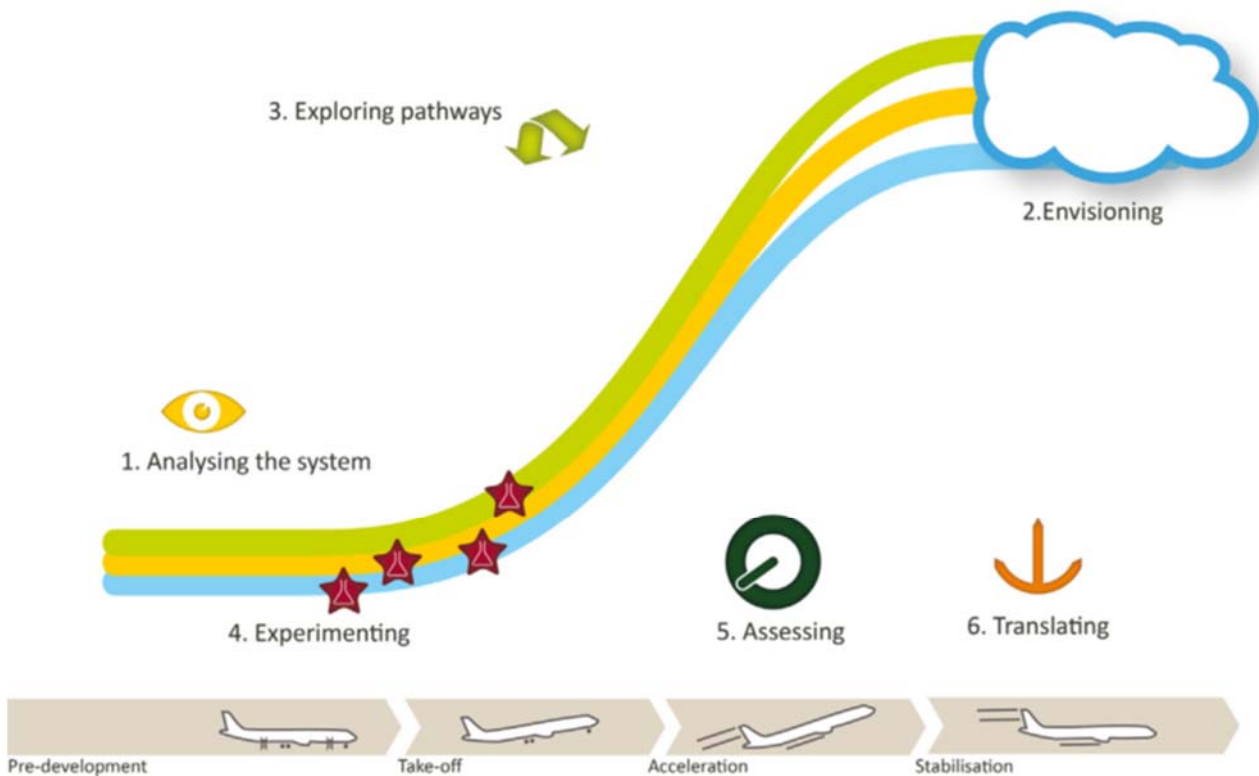 3. Exploring pathways
2.Envisioning
1. Analysing the system
4. Experimenting
5. Assessing
6. Translating
Pre-development
Take-off
Acceleration
Stabilisation